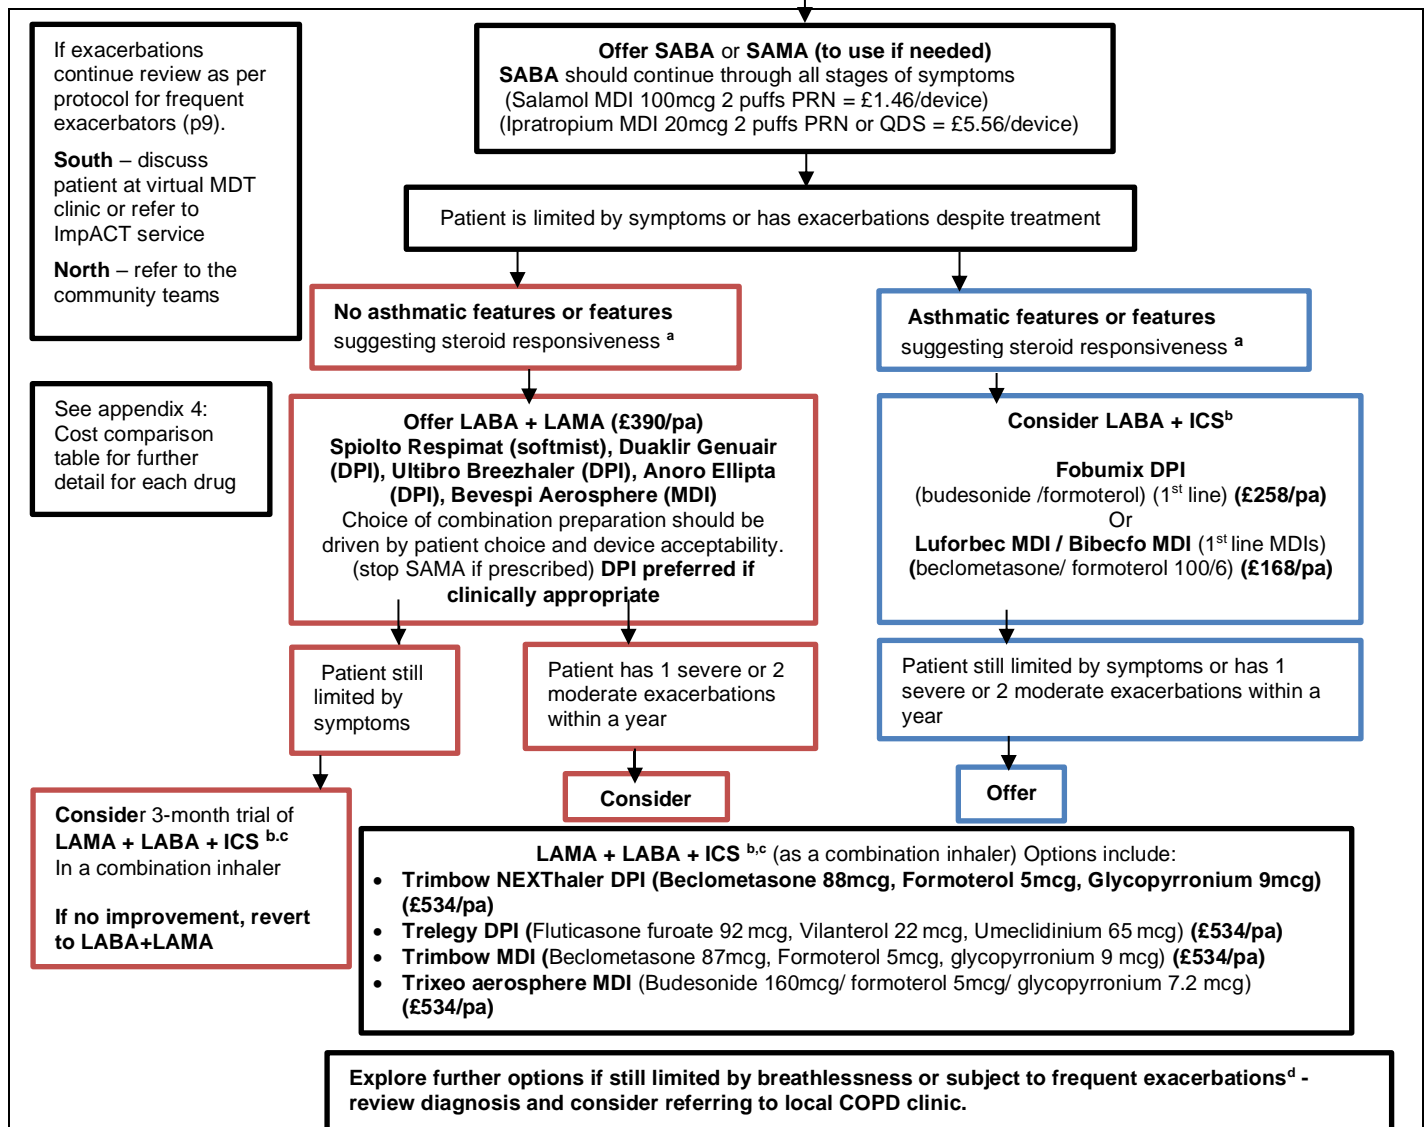 If exacerbations
continue review as per
protocol for frequent
exacerbators (p9).
South – discuss
patient at virtual MDT
clinic or refer to
ImpACT service
North – refer to the
community teams
Offer SABA or SAMA (to use if needed)
SABA should continue through all stages of symptoms
(Salamol MDI 100mcg 2 puffs PRN = £1.46/device)
(Ipratropium MDI 20mcg 2 puffs PRN or QDS = £5.56/device)
Patient is limited by symptoms or has exacerbations despite treatment
No asthmatic features or features
suggesting steroid responsiveness a
Asthmatic features or features
suggesting steroid responsiveness a
See appendix 4:
Cost comparison
table for further
detail for each drug
Offer LABA + LAMA (£390/pa)
Spiolto Respimat (softmist), Duaklir Genuair
(DPI), Ultibro Breezhaler (DPI), Anoro Ellipta
(DPI), Bevespi Aerosphere (MDI)
Choice of combination preparation should be
driven by patient choice and device acceptability.
(stop SAMA if prescribed) DPI preferred if
clinically appropriate
Consider LABA + ICSb
Fobumix DPI
(budesonide /formoterol) (1st line) (£258/pa)
Or
Luforbec MDI / Bibecfo MDI (1st line MDIs)
(beclometasone/ formoterol 100/6) (£168/pa)
Patient still
limited by
symptoms
Patient has 1 severe or 2
moderate exacerbations
within a year
Patient still limited by symptoms or has 1
severe or 2 moderate exacerbations within a
year
Consider
Offer
Consider 3-month trial of
LAMA + LABA + ICS b.c
In a combination inhaler
If no improvement, revert
to LABA+LAMA
LAMA + LABA + ICS b,c (as a combination inhaler) Options include:
• Trimbow NEXThaler DPI (Beclometasone 88mcg, Formoterol 5mcg, Glycopyrronium 9mcg)
(£534/pa)
• Trelegy DPI (Fluticasone furoate 92 mcg, Vilanterol 22 mcg, Umeclidinium 65 mcg) (£534/pa)
• Trimbow MDI (Beclometasone 87mcg, Formoterol 5mcg, glycopyrronium 9 mcg) (£534/pa)
• Trixeo aerosphere MDI (Budesonide 160mcg/ formoterol 5mcg/ glycopyrronium 7.2 mcg)
(£534/pa)
Explore further options if still limited by breathlessness or subject to frequent exacerbationsd -
review diagnosis and consider referring to local COPD clinic.